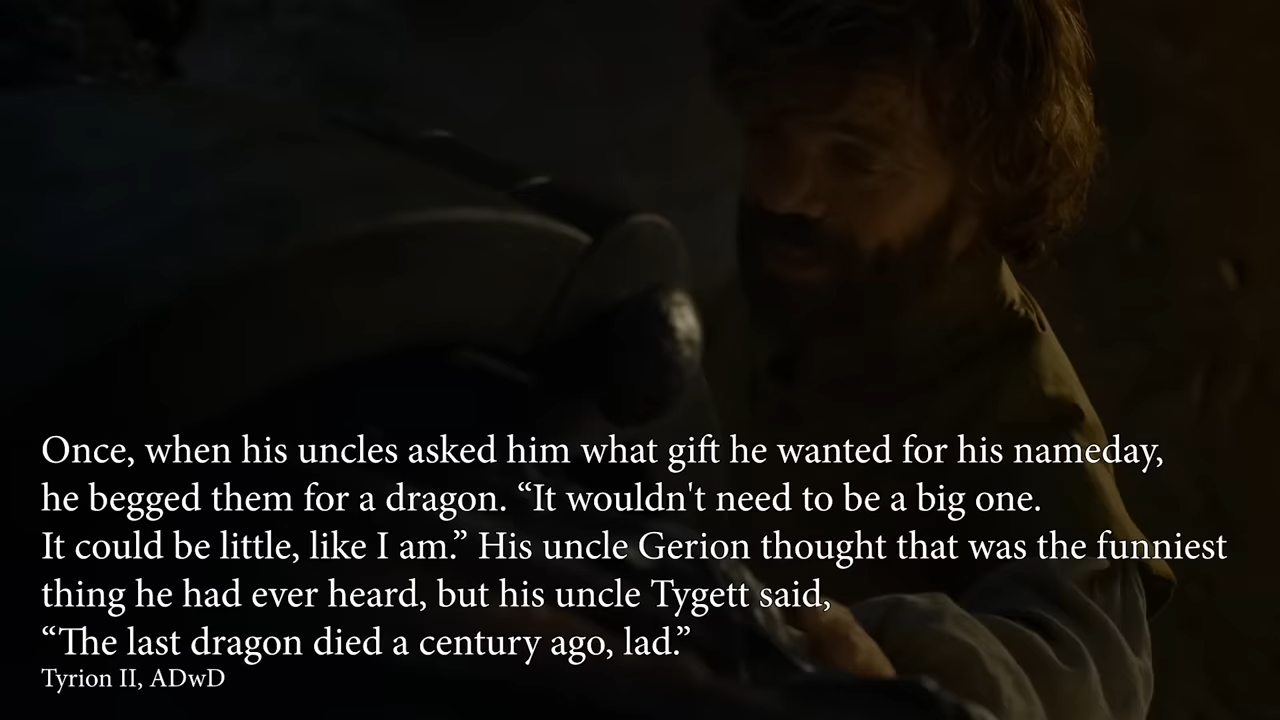 Once, when his uncles asked him what gift he wanted for his nameday,
he begged them for a dragon. “It wouldn't need to be a big one.
It could be little, like I am.” His uncle Gerion thought that was the funniest
thing he had ever heard, but his uncle Tygett said,
“The last dragon died a century ago, lad.”
Tyrion II, ADwD